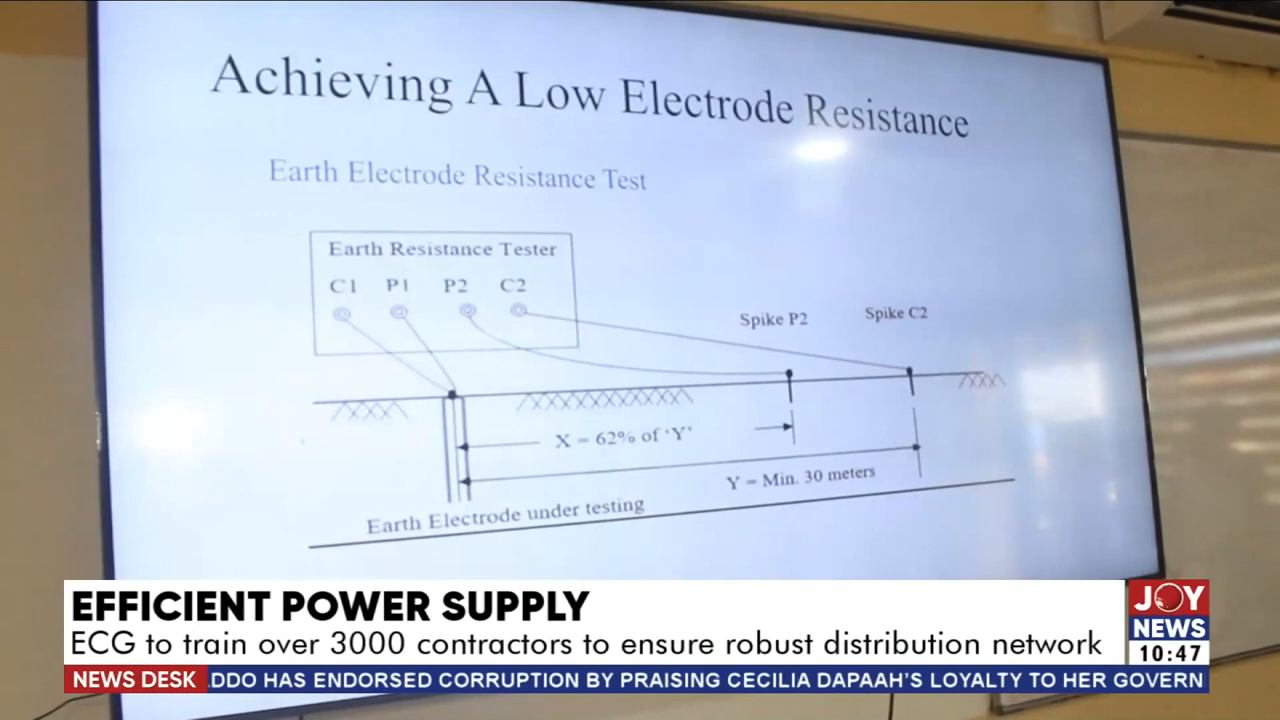 Achieving A Low Electrode Resistance
Earth Electrode Resistance Test
Earth Resistance Tester
C1 P1 P2 C2
Spike P2
Spike C2
X = 62% of 'Y'
Y = Min. 30 meters
Earth Electrode under testing
EFFICIENT POWER SUPPLY
ECG to train over 3000 contractors to ensure robust distribution network
JOY
NEWS
10:47
NEWS DESK .DDO HAS ENDORSED CORRUPTION BY PRAISING CECILIA DAPAAH'S LOYALTY TO HER GOVERN